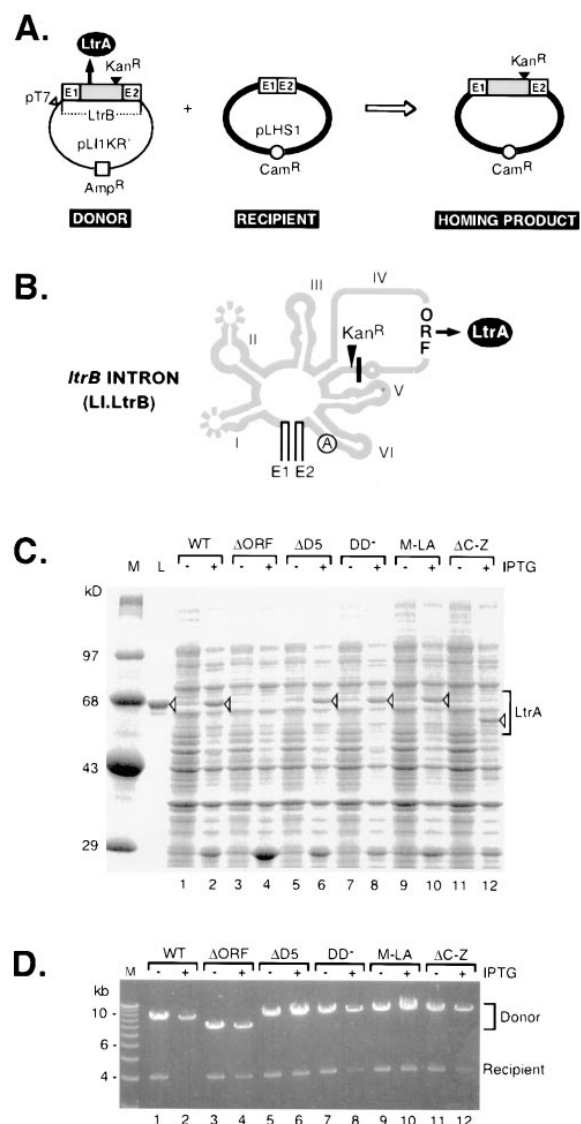 A.
LtrA
KanR
pT7
E1
E2
LtrB
pLI1KR'
AmpR
DONOR
+
E1 E2
pLHS1
CamR
RECIPIENT
KanR
E1
E2
CamR
HOMING PRODUCT
B.
ltrB INTRON
(LI.LtrB)
I
II
III
IV
V
VI
KanR
ORF
LtrA
A
E1 E2
C.
WT ΔORF ΔD5 DD- M-LA ΔC-Z
M L - + - + - + - + - + - + IPTG
kD
97
68
43
29
LtrA
1 2 3 4 5 6 7 8 9 10 11 12
D.
WT ΔORF ΔD5 DD- M-LA ΔC-Z
M - + - + - + - + - + - + IPTG
kb
10 -
6 -
4 -
Donor
Recipient
1 2 3 4 5 6 7 8 9 10 11 12